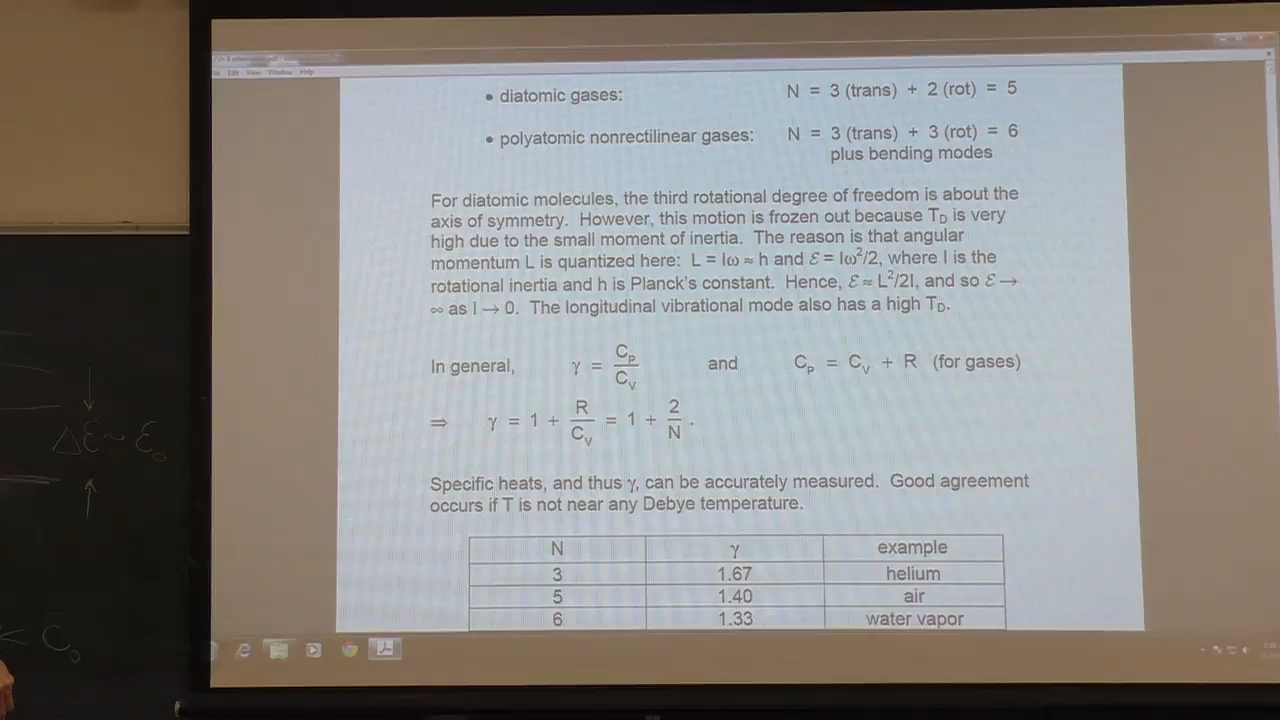 Edit View Window Help
• diatomic gases: N = 3 (trans) + 2 (rot) = 5
• polyatomic nonrectilinear gases: N = 3 (trans) + 3 (rot) = 6
plus bending modes
For diatomic molecules, the third rotational degree of freedom is about the
axis of symmetry. However, this motion is frozen out because T_D is very
high due to the small moment of inertia. The reason is that angular
momentum L is quantized here: L = Iω ≈ h and ℰ = Iω²/2, where I is the
rotational inertia and h is Planck's constant. Hence, ℰ ≈ L²/2I, and so ℰ →
∞ as I → 0. The longitudinal vibrational mode also has a high T_D.
In general, γ = C_p/C_v and C_p = C_v + R (for gases)
⇒ γ = 1 + R/C_v = 1 + 2/N .
Δℰ ~ ℰ₀
Specific heats, and thus γ, can be accurately measured. Good agreement
occurs if T is not near any Debye temperature.
N γ example
3 1.67 helium
5 1.40 air
6 1.33 water vapor
< ℰ₀